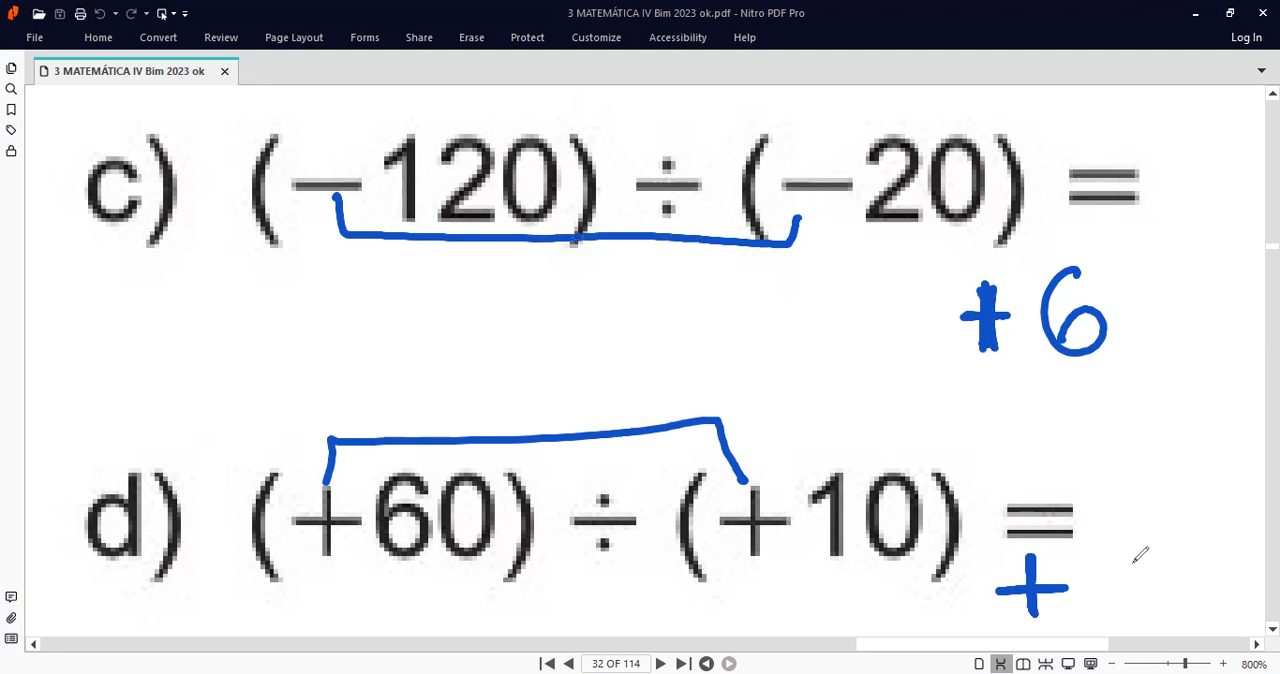 3 MATEMÁTICA IV Bim 2023 ok.pdf - Nitro PDF Pro
File Home Convert Review Page Layout Forms Share Erase Protect Customize Accessibility Help Log In
3 MATEMÁTICA IV Bim 2023 ok
c) (−120) ÷ (−20) =
+ 6
d) (+60) ÷ (+10) =
+
32 OF 114
800%